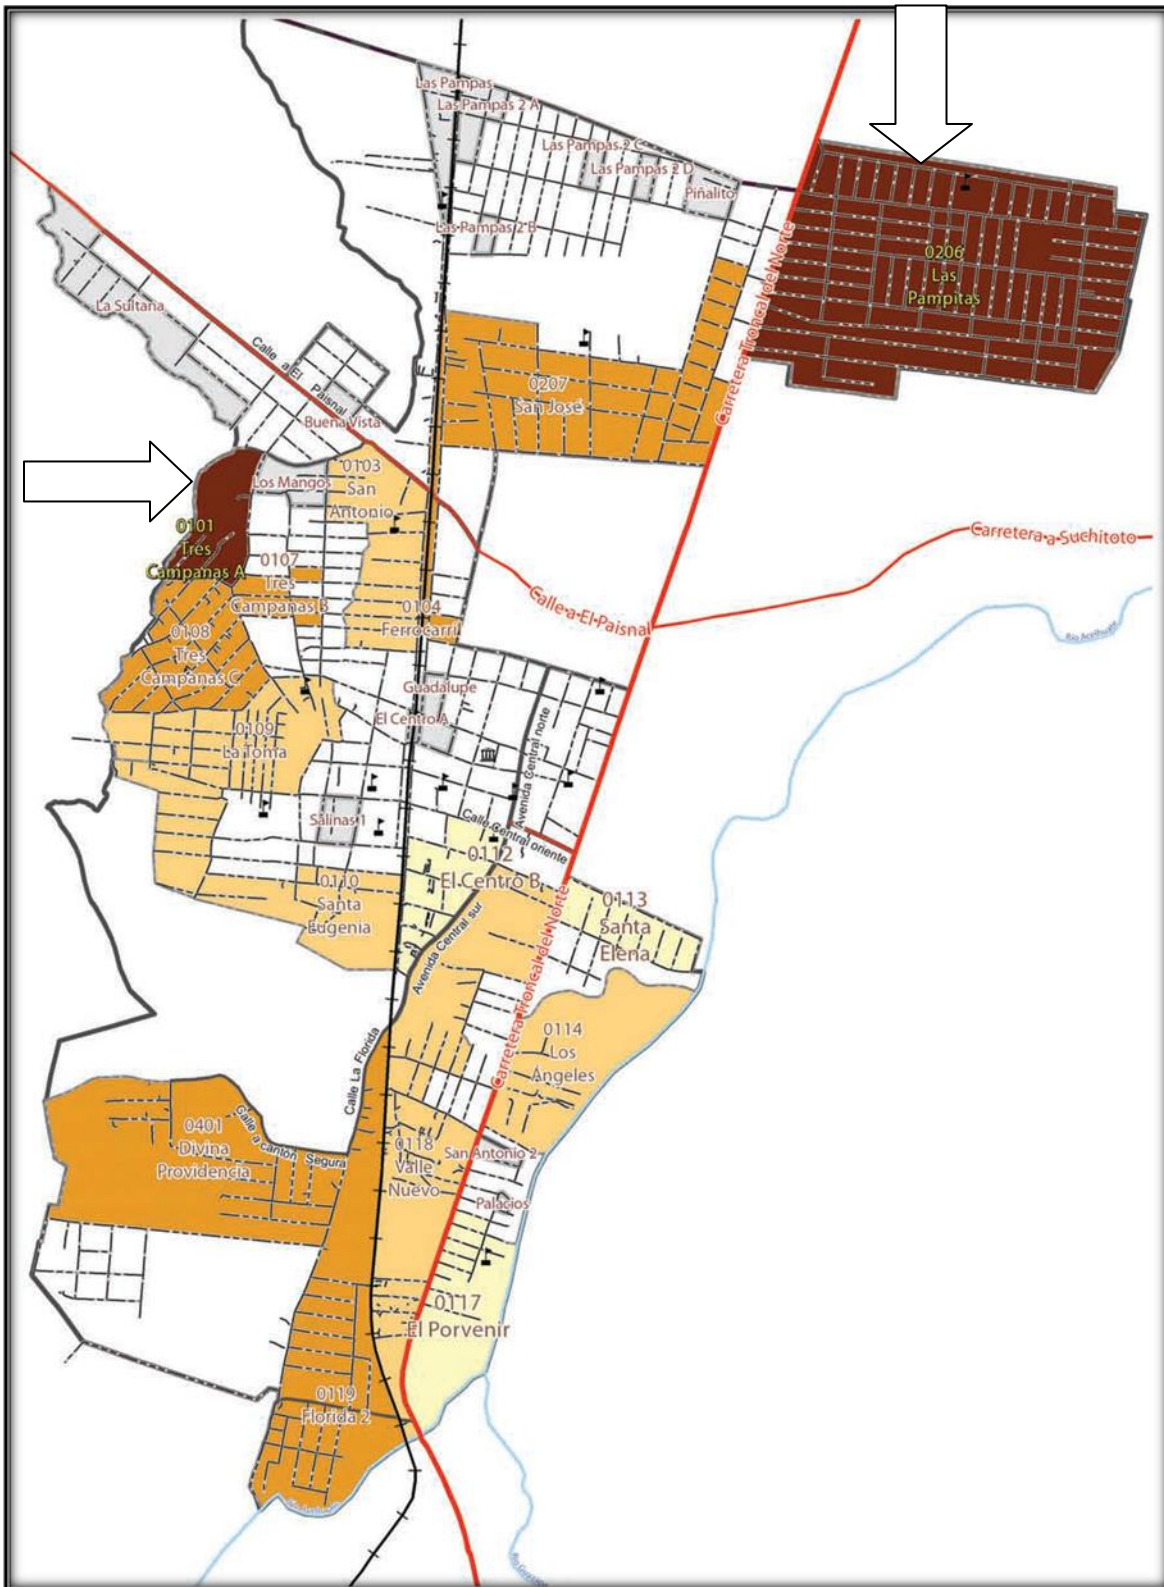 Las Pampas
Las Pampas 2 A
Las Pampas 2 C
Las Pampas 2 D
Piñalito
Las Pampas 2 B
Carretera Troncal del Norte
0206
Las
Pampitas
La Sultana
Calle a El Paisnal
Buena Vista
0207
San José
Los Mangos
0103
San
Antonio
0101
Tres
Campanas A
0107
Tres
Campanas B
0104
Ferrocarri
Calle a El Paisnal
Carretera a Suchitoto
Río Acelhuate
0108
Tres
Campanas C
Guadalupe
El Centro A
Avenida Central norte
0109
La Toma
Salinas 1
Calle Central oriente
0112
El Centro B
0110
Santa
Eugenia
0113
Santa
Elena
Avenida Central sur
Carretera Troncal del Norte
0114
Los
Ángeles
Calle La Florida
0401
Divina
Providencia
Calle a cantón Segura
0118
Valle
Nuevo
San Antonio 2
Palacios
0117
El Porvenir
0119
Florida 2